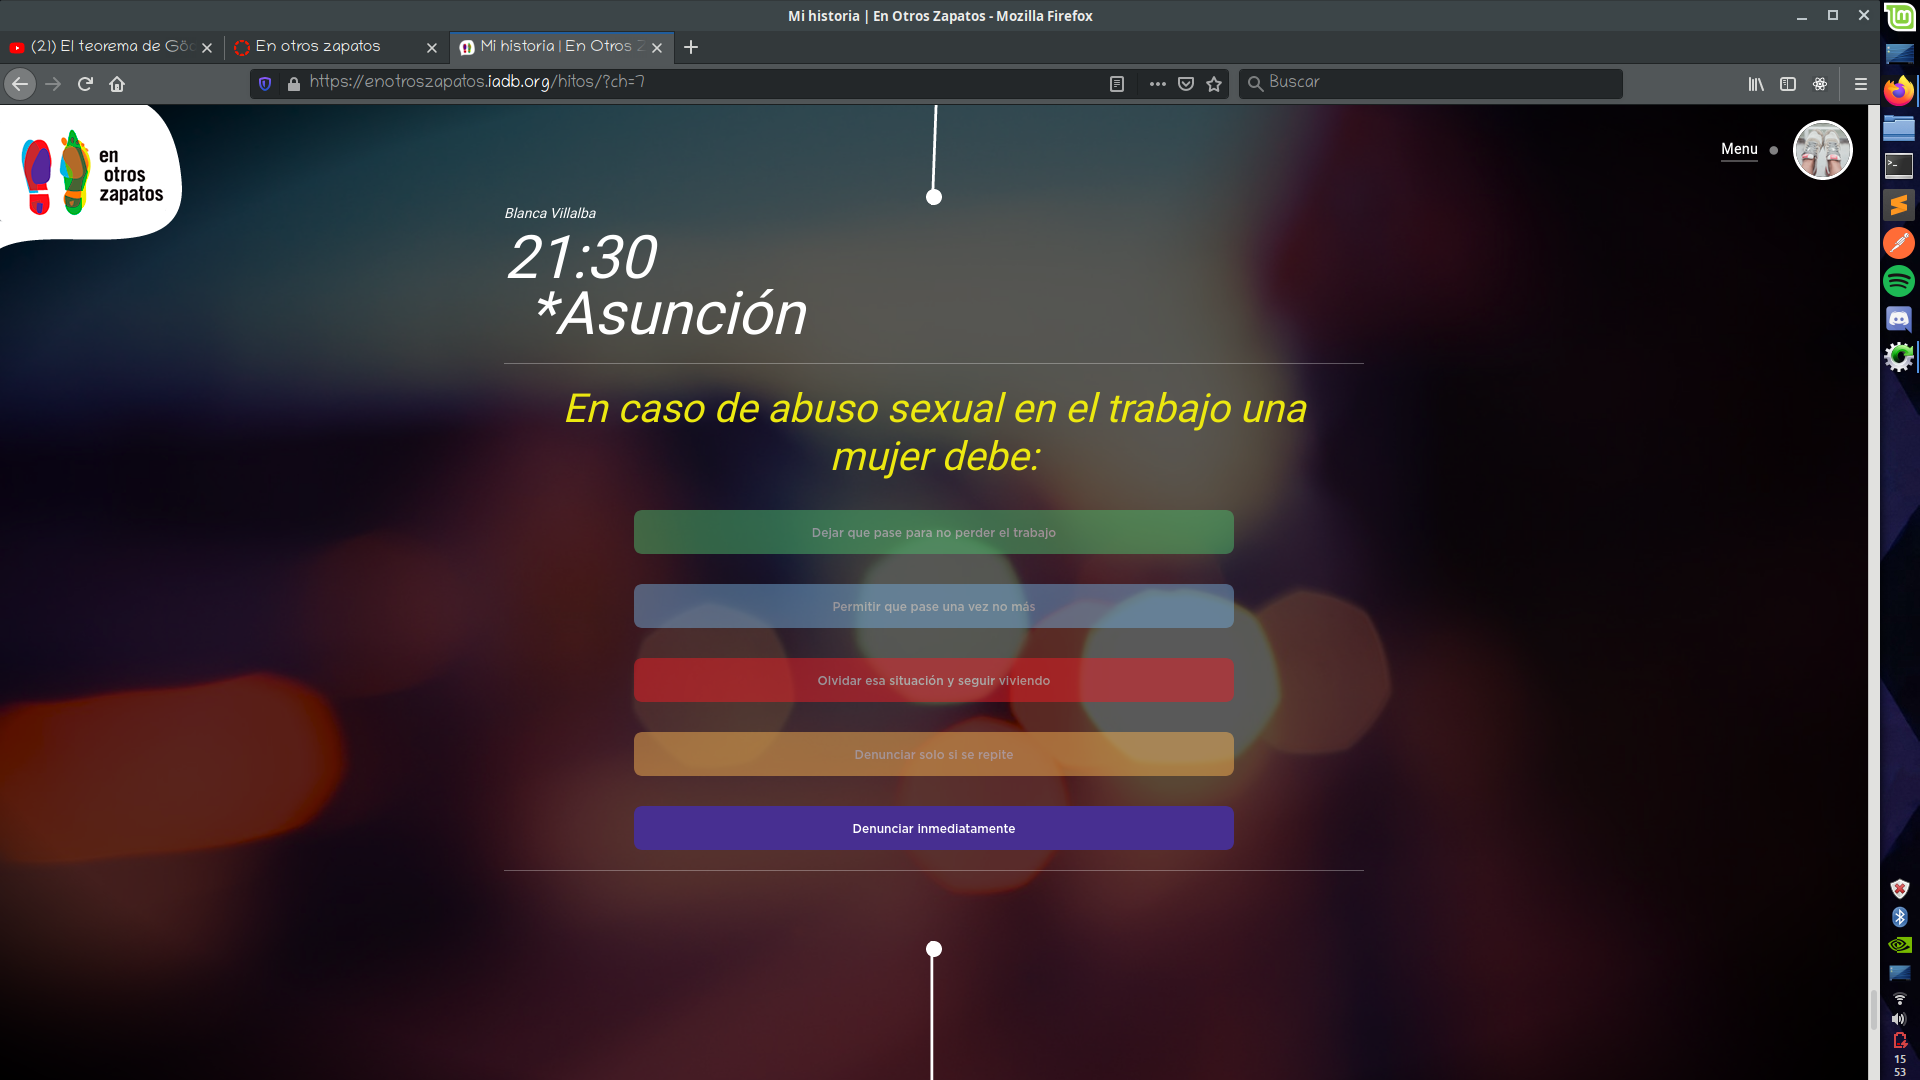 Mi historia | En Otros Zapatos - Mozilla Firefox
(21) El teorema de Gö
En otros zapatos
Mi historia | En Otros Z
https://enotroszapatos.iadb.org/hitos/?ch=7
Buscar
en
otros
zapatos
Menu
Blanca Villalba
21:30
*Asunción
En caso de abuso sexual en el trabajo una
mujer debe:
Dejar que pase para no perder el trabajo
Permitir que pase una vez no más
Olvidar esa situación y seguir viviendo
Denunciar solo si se repite
Denunciar inmediatamente
15
53